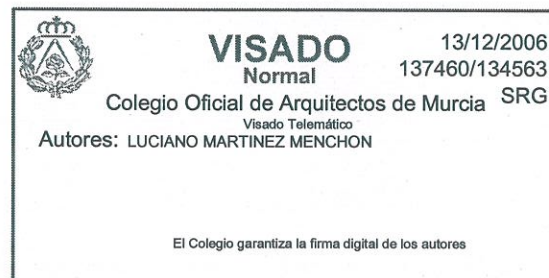 VISADO
13/12/2006
Normal
137460/134563
Colegio Oficial de Arquitectos de Murcia
SRG
Visado Telemático
Autores: LUCIANO MARTINEZ MENCHON
El Colegio garantiza la firma digital de los autores